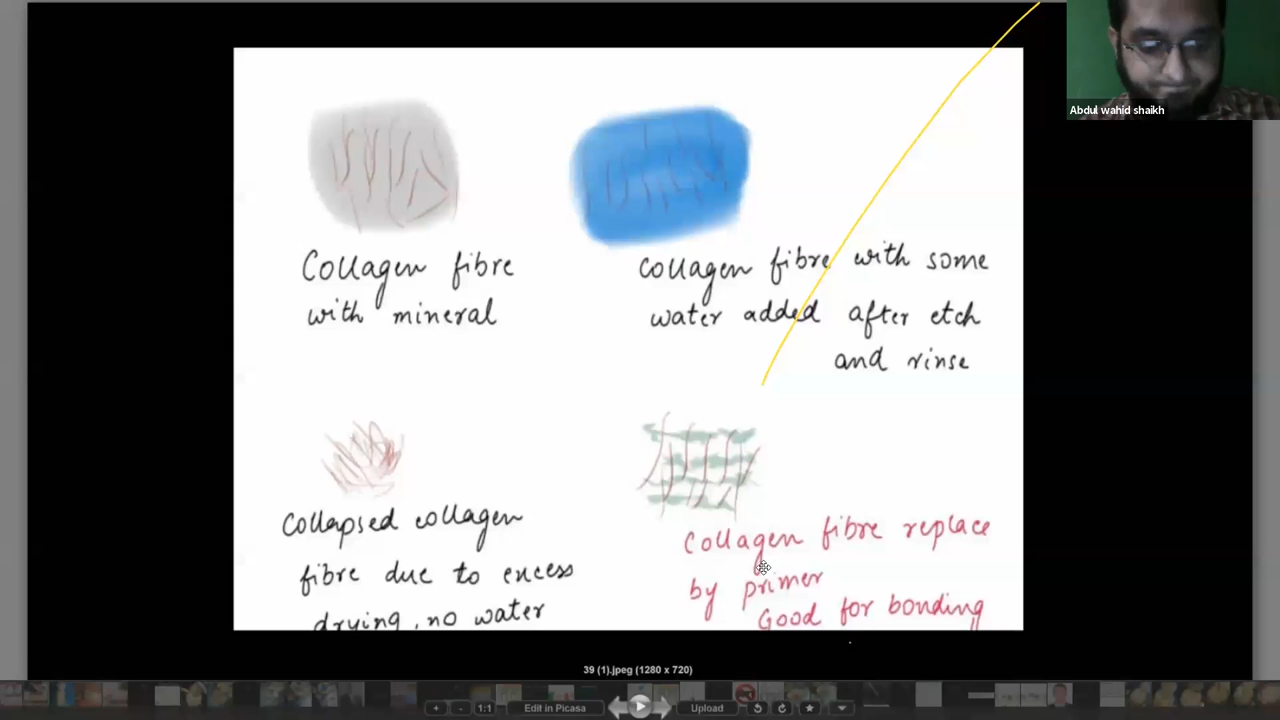 Abdul wahid shaikh
Collagen fibre
with mineral
Collagen fibre with some
water added after etch
and rinse
Collapsed collagen
fibre due to excess
drying, no water
Collagen fibre replace
by primer
Good for bonding
39 (1).jpeg (1280 x 720)
+ - 1:1 Edit in Picasa Upload